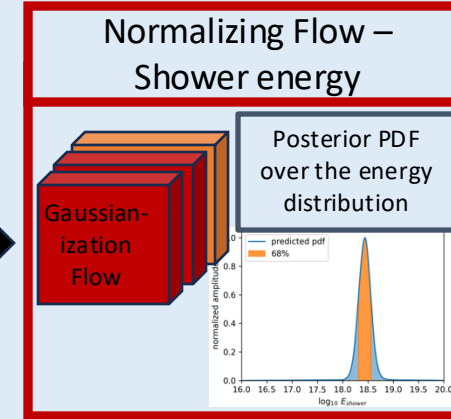 Normalizing Flow –
Shower energy
Posterior PDF
over the energy
distribution
Gaussian-
ization
Flow
predicted pdf
68%
normalized amplitude
.0
0.8
0.6
0.4
0.2
0.0
16.0 16.5 17.0 17.5 18.0 18.5 19.0 19.5 20.0
log₁₀ E_shower